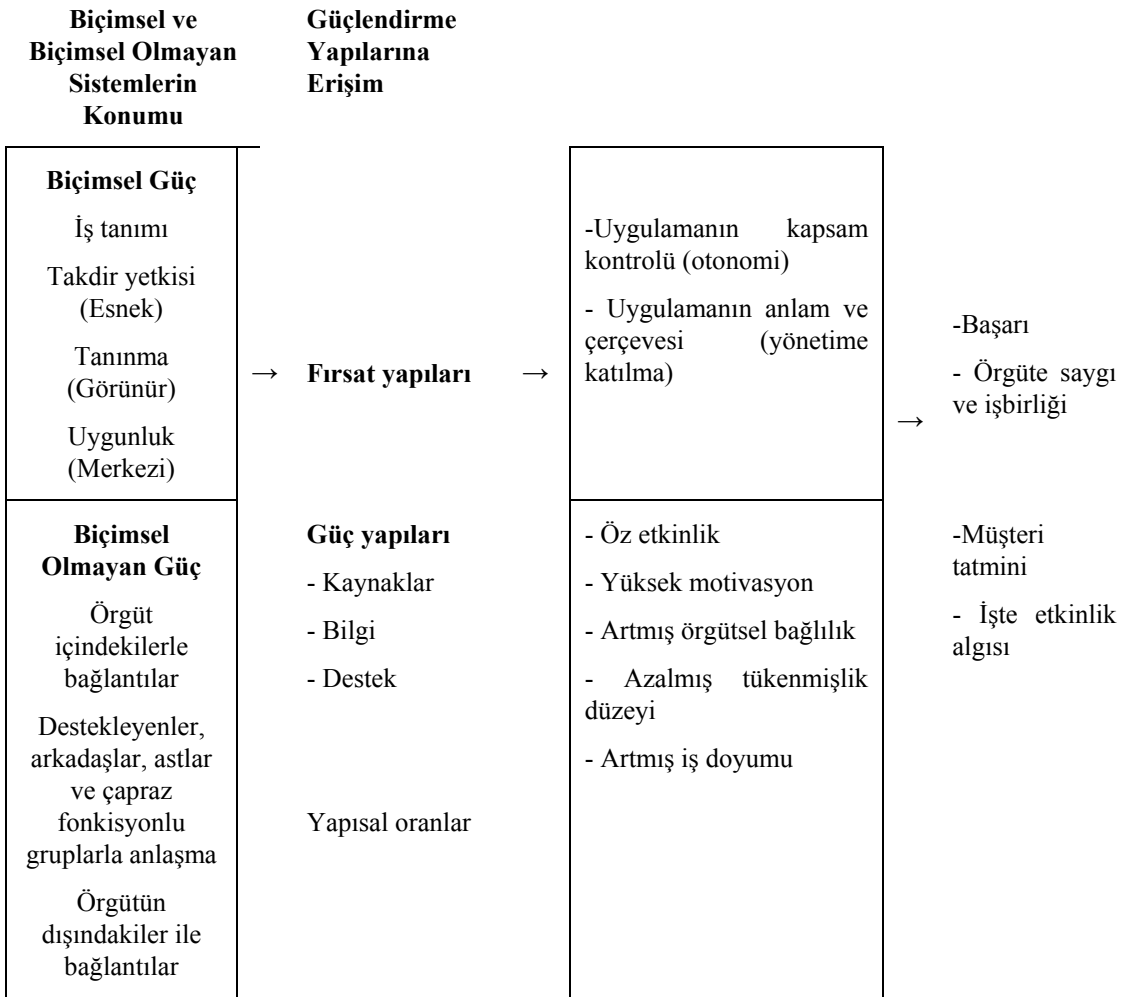 Biçimsel ve
Biçimsel Olmayan
Sistemlerin
Konumu
Güçlendirme
Yapılarına
Erişim
Biçimsel Güç
İş tanımı
Takdir yetkisi
(Esnek)
Tanınma
(Görünür)
Uygunluk
(Merkezi)
→
Fırsat yapıları
→
-Uygulamanın kapsam
kontrolü (otonomi)
- Uygulamanın anlam ve
çerçevesi (yönetime
katılma)
→
-Başarı
- Örgüte saygı
ve işbirliği
Biçimsel
Olmayan Güç
Örgüt
içindekilerle
bağlantılar
Destekleyenler,
arkadaşlar, astlar
ve çapraz
fonkisyonlu
gruplarla anlaşma
Örgütün
dışındakiler ile
bağlantılar
Güç yapıları
- Kaynaklar
- Bilgi
- Destek
Yapısal oranlar
- Öz etkinlik
- Yüksek motivasyon
- Artmış örgütsel bağlılık
- Azalmış tükenmişlik
düzeyi
- Artmış iş doyumu
-Müşteri
tatmini
- İşte etkinlik
algısı